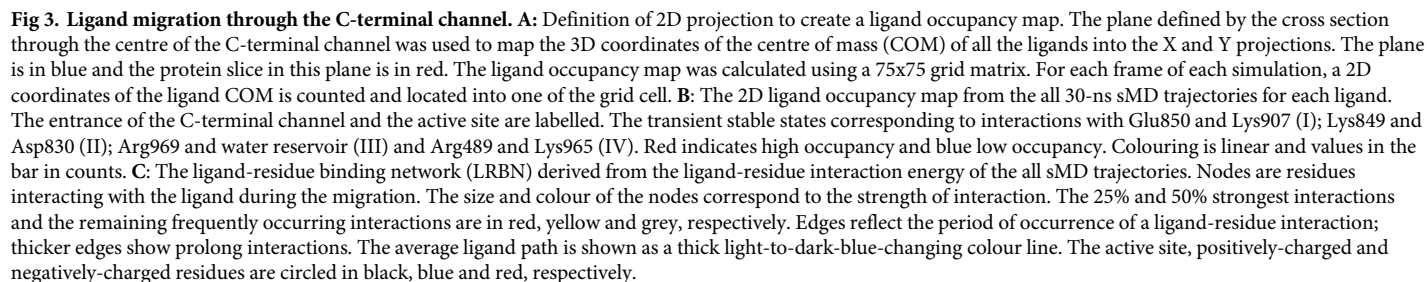 Fig 3. Ligand migration through the C-terminal channel. A: Definition of 2D projection to create a ligand occupancy map. The plane defined by the cross section
through the centre of the C-terminal channel was used to map the 3D coordinates of the centre of mass (COM) of all the ligands into the X and Y projections. The plane
is in blue and the protein slice in this plane is in red. The ligand occupancy map was calculated using a 75x75 grid matrix. For each frame of each simulation, a 2D
coordinates of the ligand COM is counted and located into one of the grid cell. B: The 2D ligand occupancy map from the all 30-ns sMD trajectories for each ligand.
The entrance of the C-terminal channel and the active site are labelled. The transient stable states corresponding to interactions with Glu850 and Lys907 (I); Lys849 and
Asp830 (II); Arg969 and water reservoir (III) and Arg489 and Lys965 (IV). Red indicates high occupancy and blue low occupancy. Colouring is linear and values in the
bar in counts. C: The ligand-residue binding network (LRBN) derived from the ligand-residue interaction energy of the all sMD trajectories. Nodes are residues
interacting with the ligand during the migration. The size and colour of the nodes correspond to the strength of interaction. The 25% and 50% strongest interactions
and the remaining frequently occurring interactions are in red, yellow and grey, respectively. Edges reflect the period of occurrence of a ligand-residue interaction;
thicker edges show prolong interactions. The average ligand path is shown as a thick light-to-dark-blue-changing colour line. The active site, positively-charged and
negatively-charged residues are circled in black, blue and red, respectively.